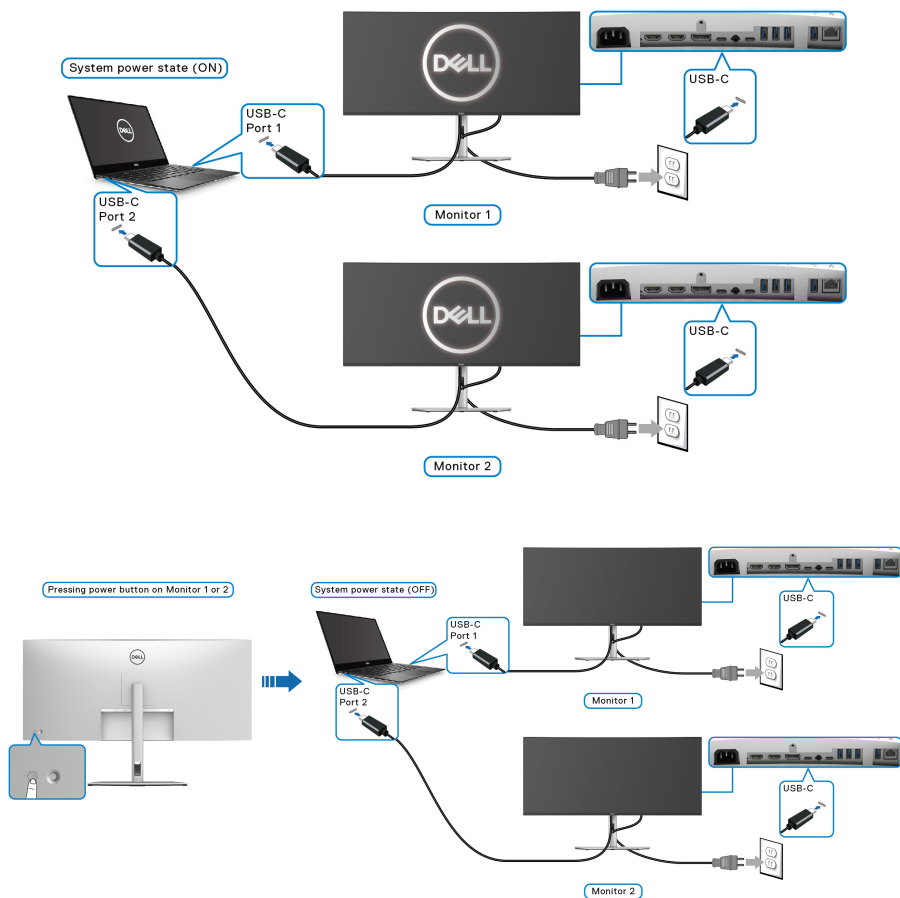 System power state (ON)
DELL
DELL
USB-C
Port 1
USB-C
Monitor 1
USB-C
Port 2
DELL
USB-C
Monitor 2
Pressing power button on Monitor 1 or 2
DELL
System power state (OFF)
USB-C
Port 1
USB-C
Monitor 1
USB-C
Port 2
USB-C
Monitor 2